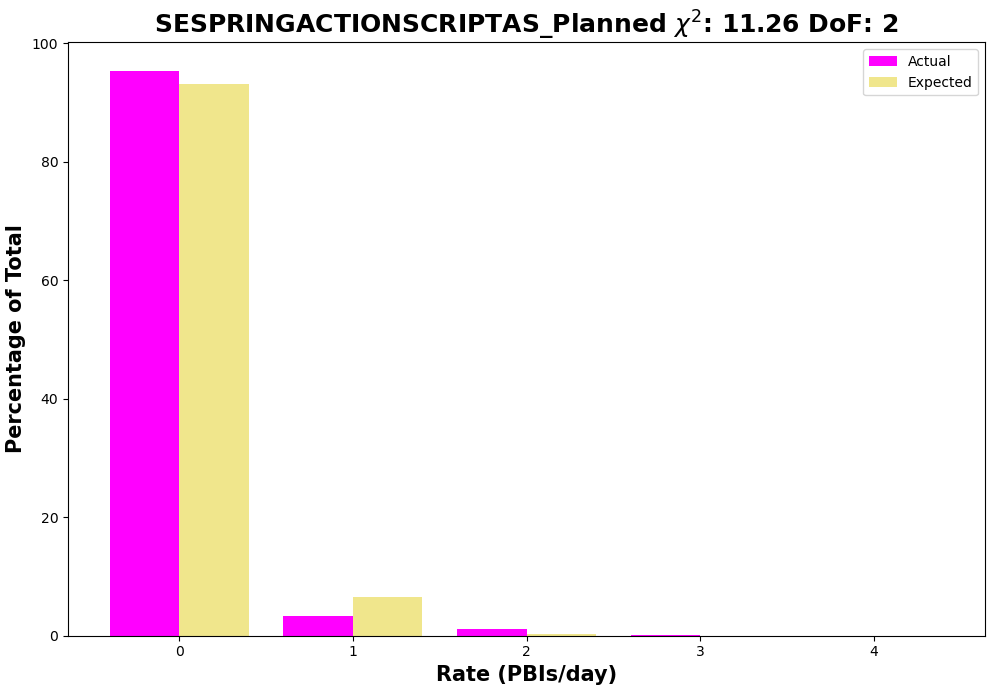 SESPRINGACTIONSCRIPTAS_Planned χ²: 11.26 DoF: 2
Actual
Expected
Percentage of Total
100
80
60
40
20
0
0 1 2 3 4
Rate (PBIs/day)